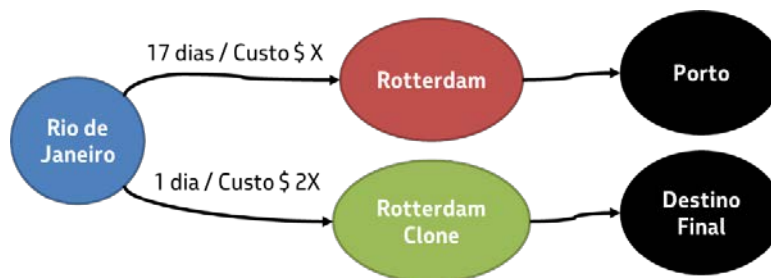 17 dias / Custo $ X
Rotterdam
Porto
Rio de
Janeiro
1 dia / Custo $ 2X
Rotterdam
Clone
Destino
Final